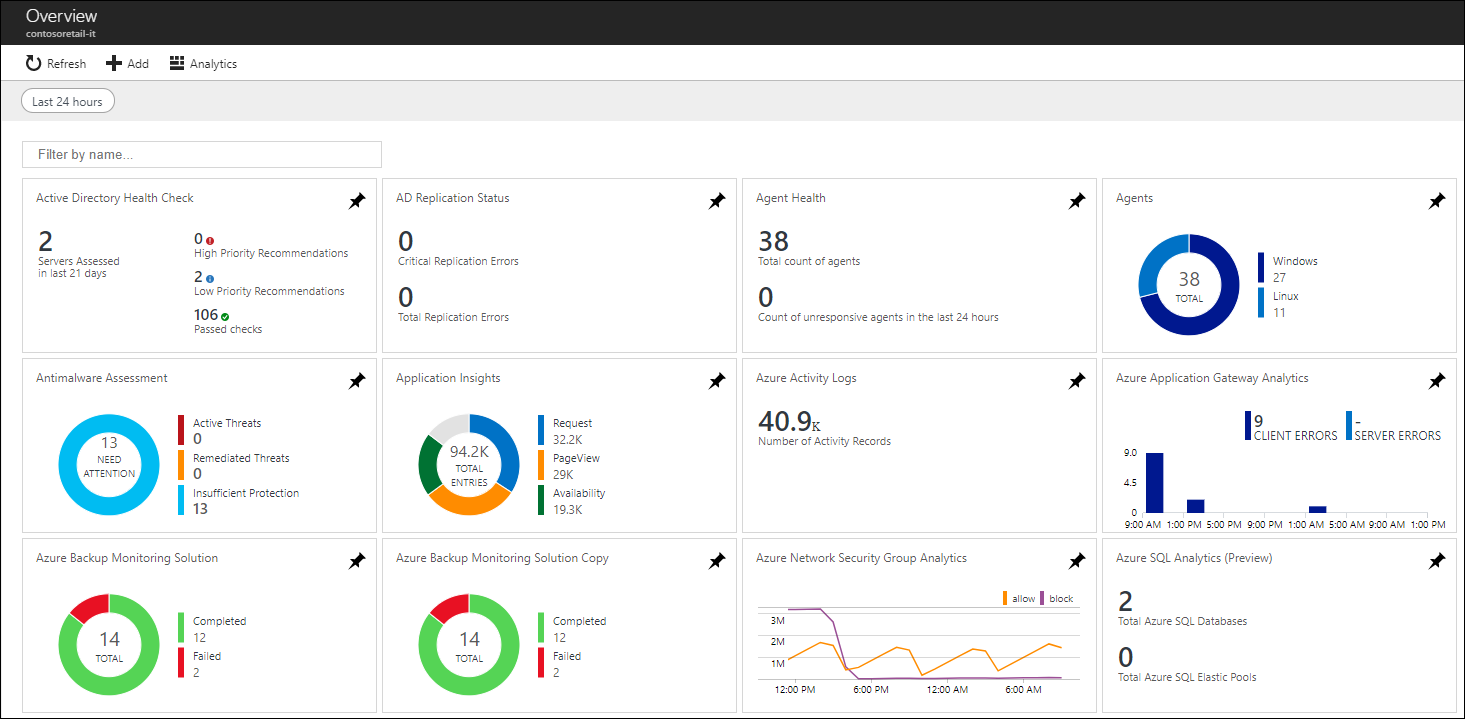 Overview
contosoretail-it
Refresh
Add
Analytics
Last 24 hours
Filter by name...
Active Directory Health Check
2
Servers Assessed
in last 21 days
0
High Priority Recommendations
2
Low Priority Recommendations
106
Passed checks
AD Replication Status
0
Critical Replication Errors
0
Total Replication Errors
Agent Health
38
Total count of agents
0
Count of unresponsive agents in the last 24 hours
Agents
38
TOTAL
Windows
27
Linux
11
Antimalware Assessment
13
NEED
ATTENTION
Active Threats
0
Remediated Threats
0
Insufficient Protection
13
Application Insights
94.2K
TOTAL
ENTRIES
Request
32.2K
PageView
29K
Availability
19.3K
Azure Activity Logs
40.9K
Number of Activity Records
Azure Application Gateway Analytics
9
CLIENT ERRORS
-
SERVER ERRORS
9.0
4.5
0
9:00 AM 1:00 PM 5:00 PM 9:00 PM 1:00 AM 5:00 AM 9:00 AM 1:00 PM
Azure Backup Monitoring Solution
14
TOTAL
Completed
12
Failed
2
Azure Backup Monitoring Solution Copy
14
TOTAL
Completed
12
Failed
2
Azure Network Security Group Analytics
allow block
3M
2M
1M
12:00 PM 6:00 PM 12:00 AM 6:00 AM
Azure SQL Analytics (Preview)
2
Total Azure SQL Databases
0
Total Azure SQL Elastic Pools